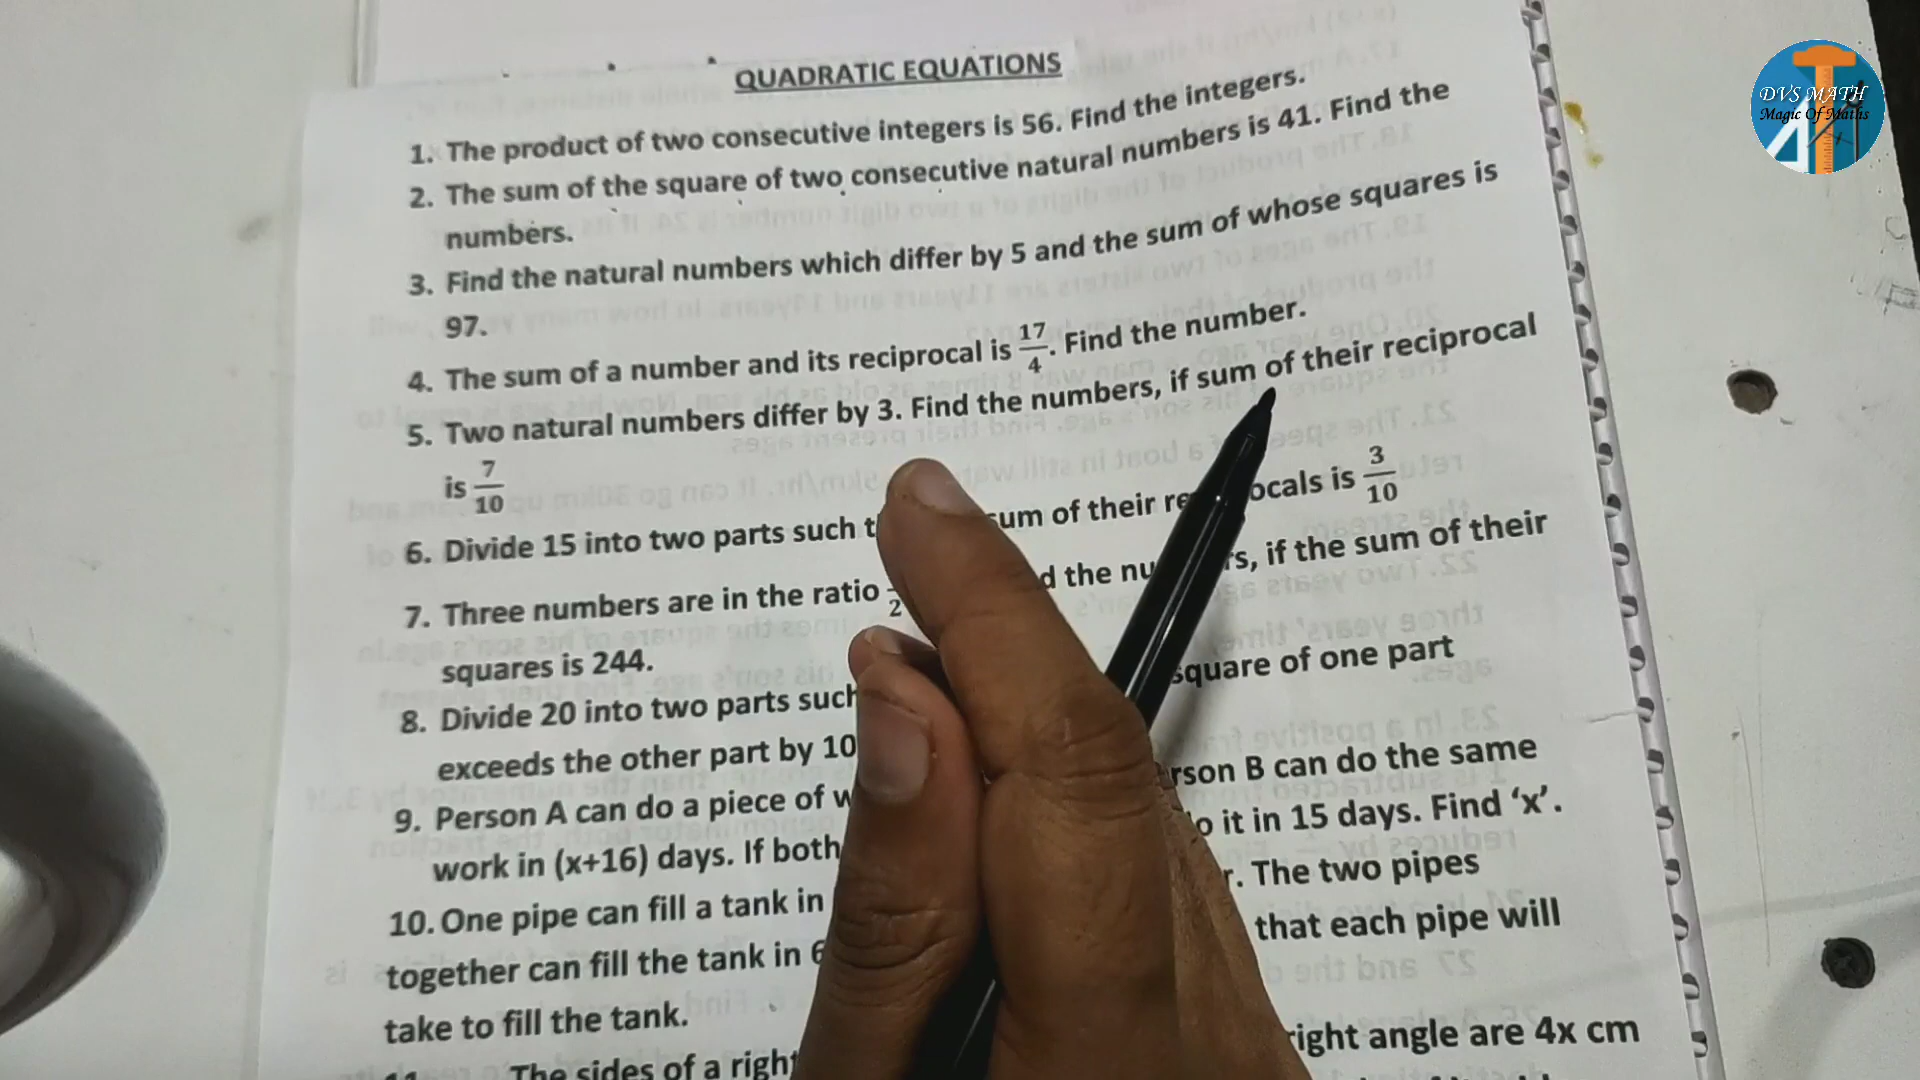 QUADRATIC EQUATIONS
DVS MATH
Magic Of Maths
1. The product of two consecutive integers is 56. Find the integers.
2. The sum of the square of two consecutive natural numbers is 41. Find the
numbers.
3. Find the natural numbers which differ by 5 and the sum of whose squares is
97.
4. The sum of a number and its reciprocal is 17/4. Find the number.
5. Two natural numbers differ by 3. Find the numbers, if sum of their reciprocal
is 7/10
6. Divide 15 into two parts such sum of their is 3/10
7. Three numbers are in the ratio 2 the if the sum of their
squares is 244.
8. Divide 20 into two parts such square of one part
exceeds the other part by 10
9. Person A can do a piece of B can do the same
work in (x+16) days. If both it in 15 days. Find ‘x’.
10. One pipe can fill a tank in The two pipes
together can fill the tank in 6 that each pipe will
take to fill the tank.
The sides of a right angle are 4x cm